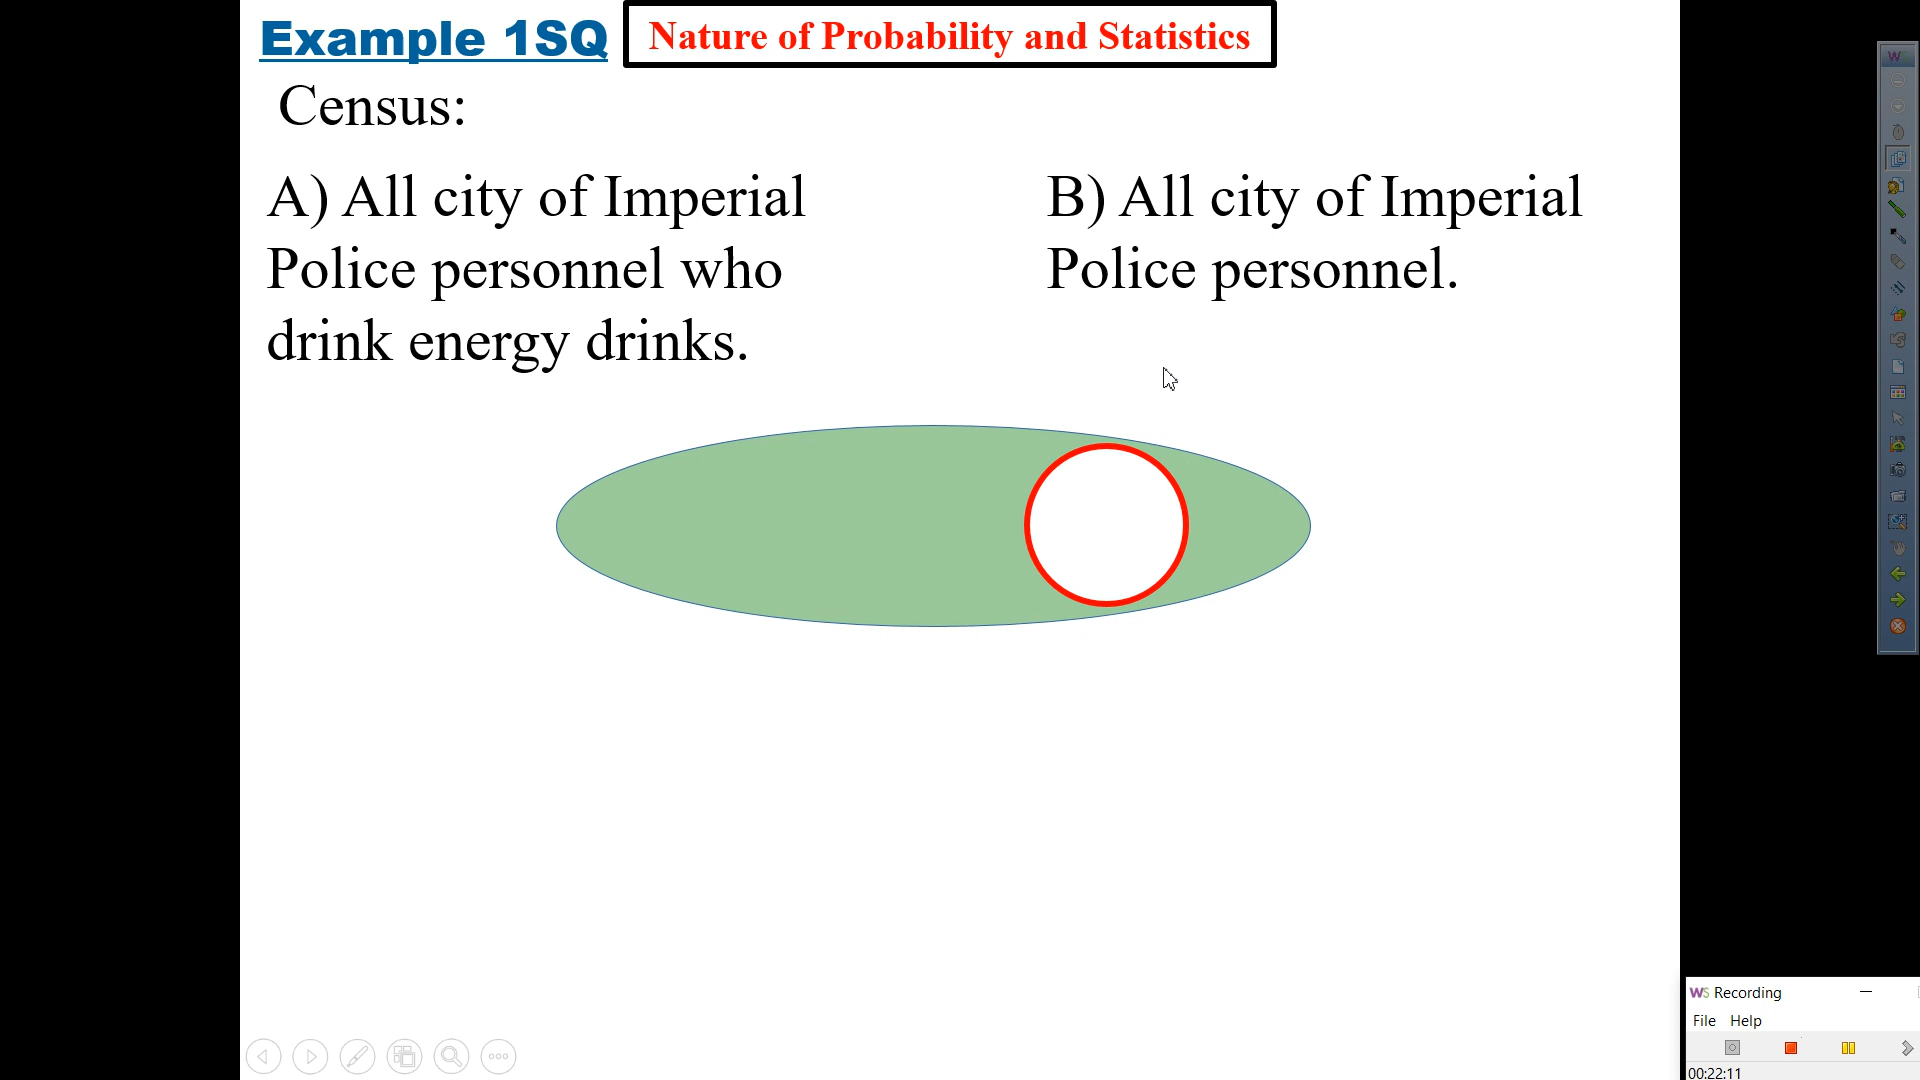 Example 1SQ
Nature of Probability and Statistics
Census:
A) All city of Imperial
Police personnel who
drink energy drinks.
B) All city of Imperial
Police personnel.
WS Recording
File Help
00:22:11